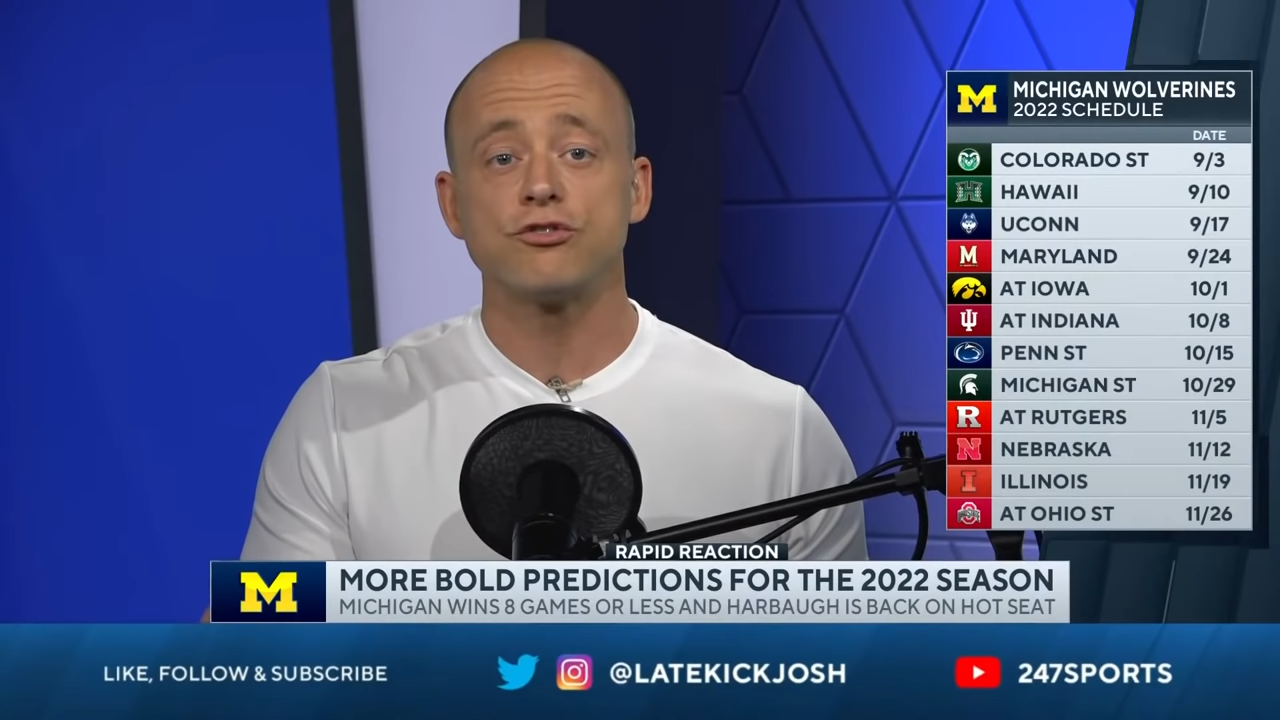 M MICHIGAN WOLVERINES
2022 SCHEDULE
DATE
COLORADO ST 9/3
H HAWAII 9/10
UCONN 9/17
M MARYLAND 9/24
AT IOWA 10/1
AT INDIANA 10/8
PENN ST 10/15
MICHIGAN ST 10/29
R AT RUTGERS 11/5
N NEBRASKA 11/12
I ILLINOIS 11/19
AT OHIO ST 11/26
RAPID REACTION
M MORE BOLD PREDICTIONS FOR THE 2022 SEASON
MICHIGAN WINS 8 GAMES OR LESS AND HARBAUGH IS BACK ON HOT SEAT
LIKE, FOLLOW & SUBSCRIBE @LATEKICKJOSH 247SPORTS